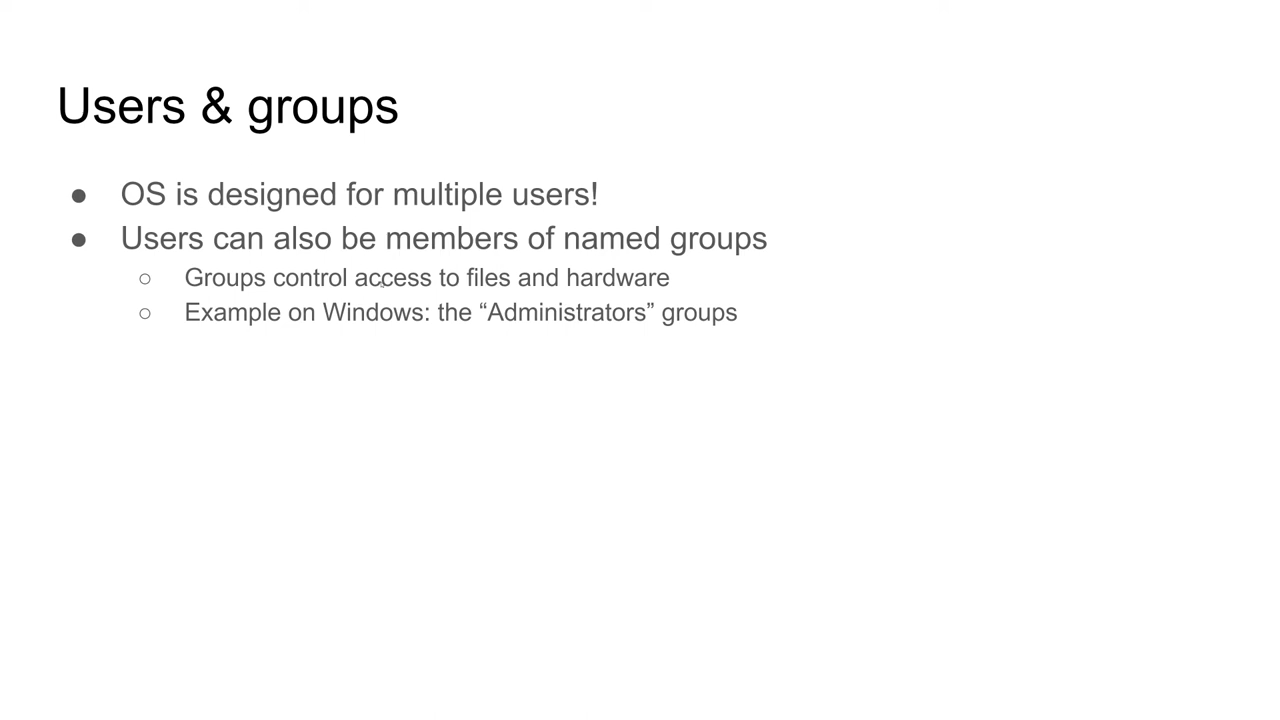 Users & groups
● OS is designed for multiple users!
● Users can also be members of named groups
○ Groups control access to files and hardware
○ Example on Windows: the “Administrators” groups